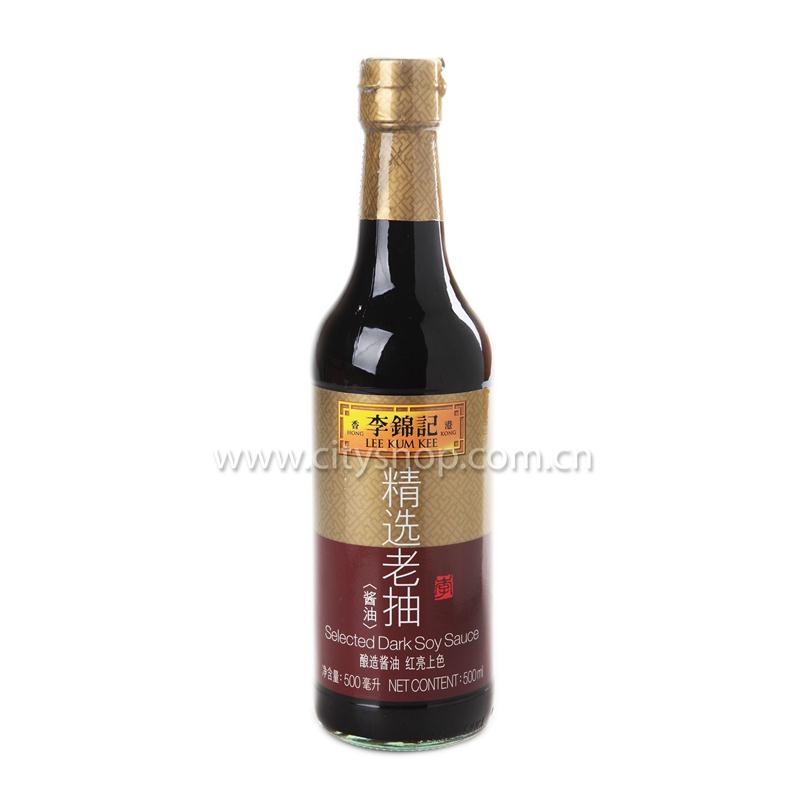 香 李錦記 港
HONG LEE KUM KEE KONG
www.cityshop.com.cn
精选老抽
〈酱油〉
Selected Dark Soy Sauce
酿造酱油 红亮上色
净含量:500毫升 NET CONTENT:500ml